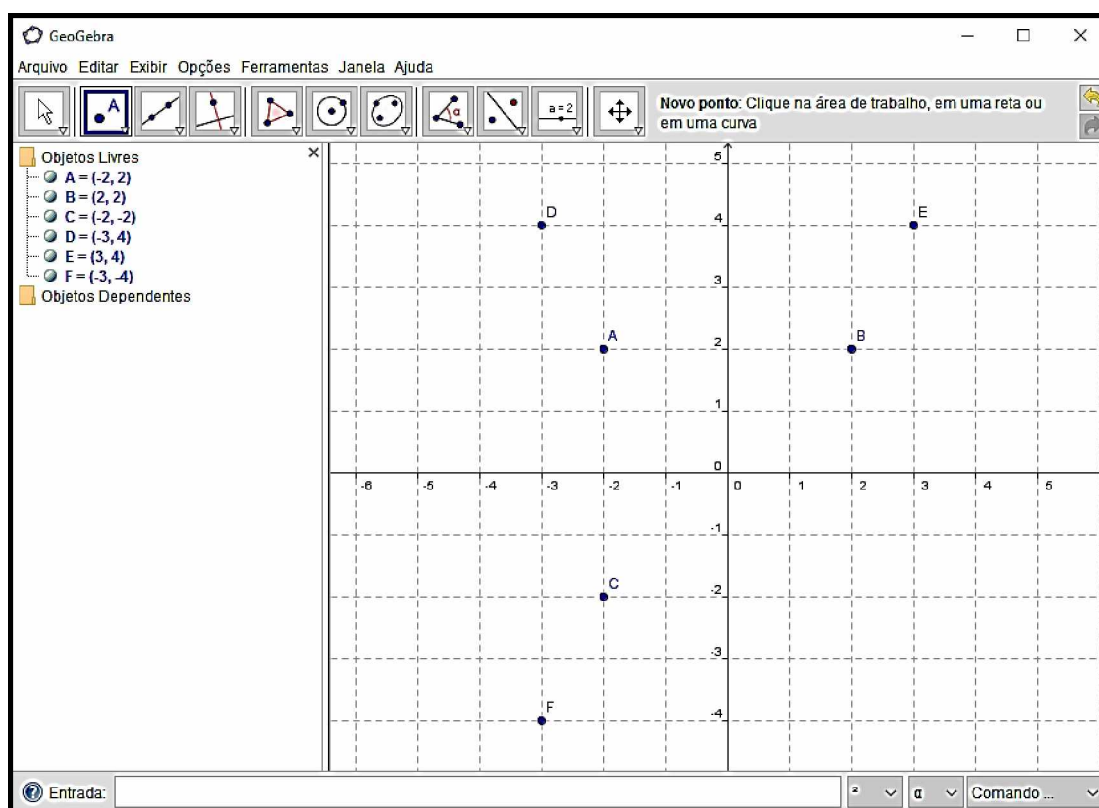 GeoGebra
Arquivo Editar Exibir Opções Ferramentas Janela Ajuda
A
α
a = 2
Novo ponto: Clique na área de trabalho, em uma reta ou
em uma curva
Objetos Livres
A = (-2, 2)
B = (2, 2)
C = (-2, -2)
D = (-3, 4)
E = (3, 4)
F = (-3, -4)
Objetos Dependentes
5
D
E
4
3
A
B
2
1
0
-6 -5 -4 -3 -2 -1 0 1 2 3 4 5
-1
C
-2
-3
F
-4
Entrada:
²
α
Comando ...